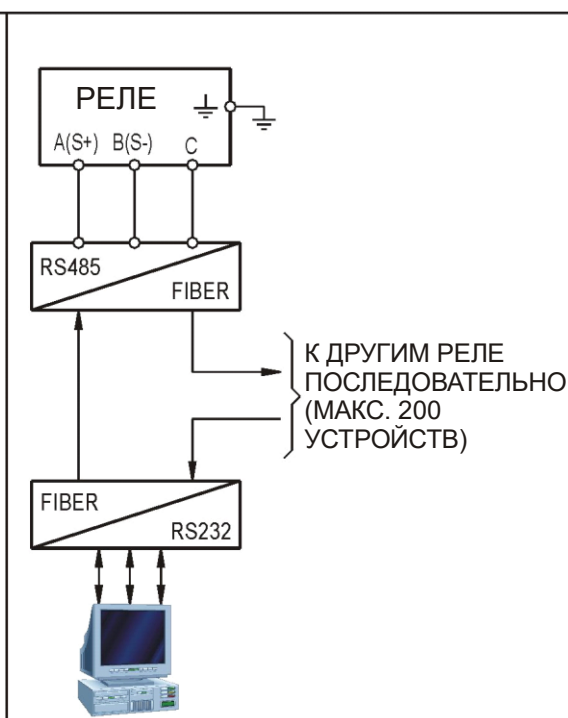 РЕЛЕ
A(S+) B(S-) C
RS485
FIBER
К ДРУГИМ РЕЛЕ
ПОСЛЕДОВАТЕЛЬНО
(МАКС. 200
УСТРОЙСТВ)
FIBER
RS232